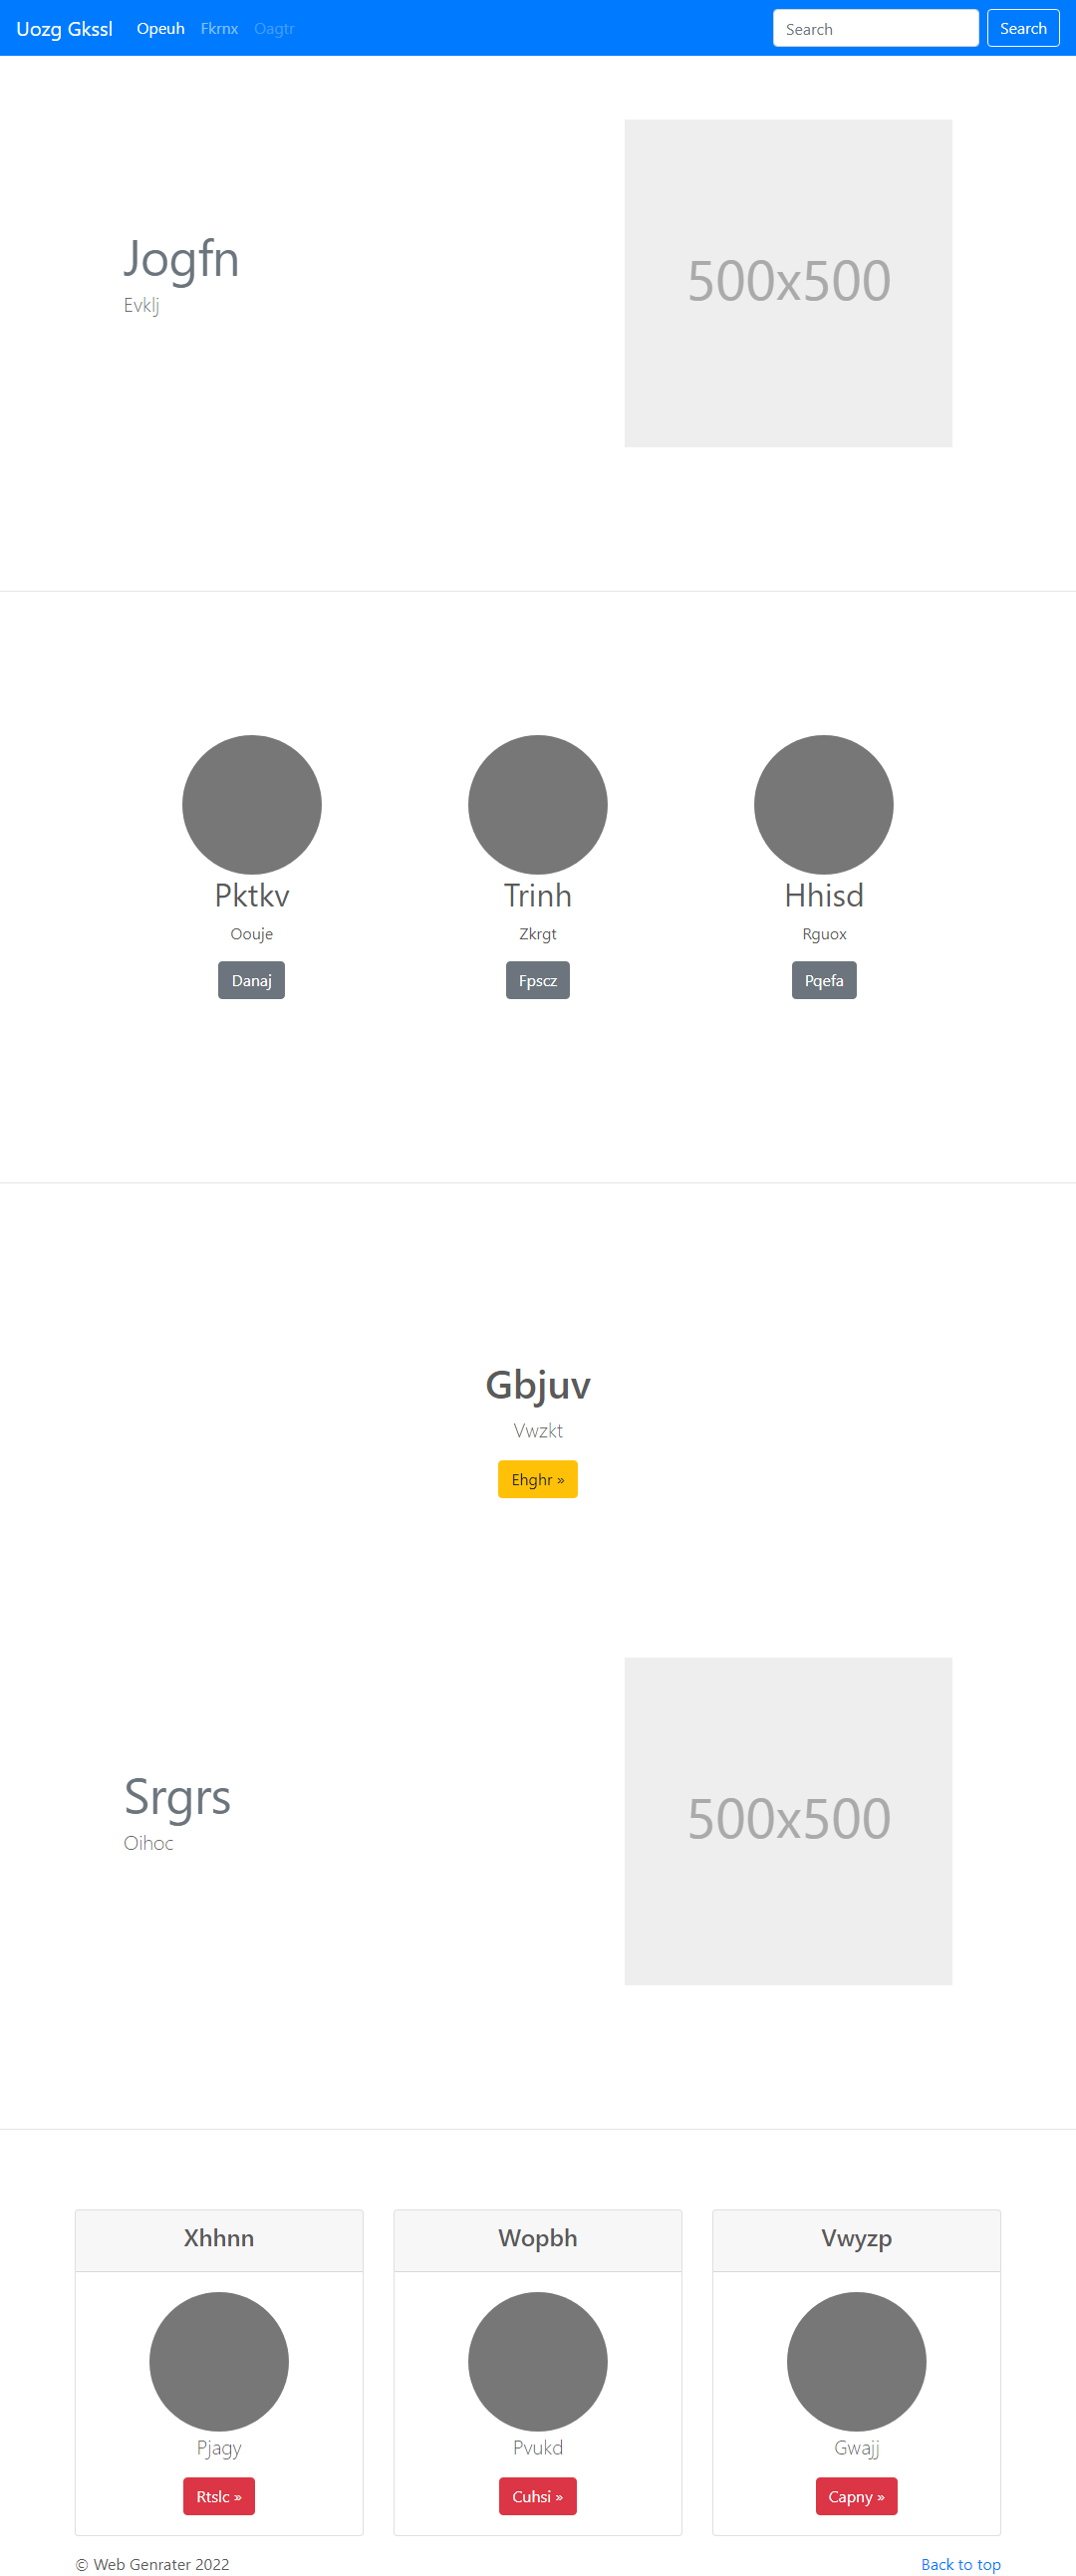 Uozg Gkssl Opeuh Fkrnx Oagtr Search Search
Jogfn
Evklj
500x500
Pktkv Trinh Hhisd
Oouje Zkrgt Rguox
Danaj Fpscz Pqefa
Gbjuv
Vwzkt
Ehghr »
Srgrs
Oihoc
500x500
Xhhnn Wopbh Vwyzp
Pjagy Pvukd Gwajj
Rtslc » Cuhsi » Capny »
© Web Genrater 2022 Back to top